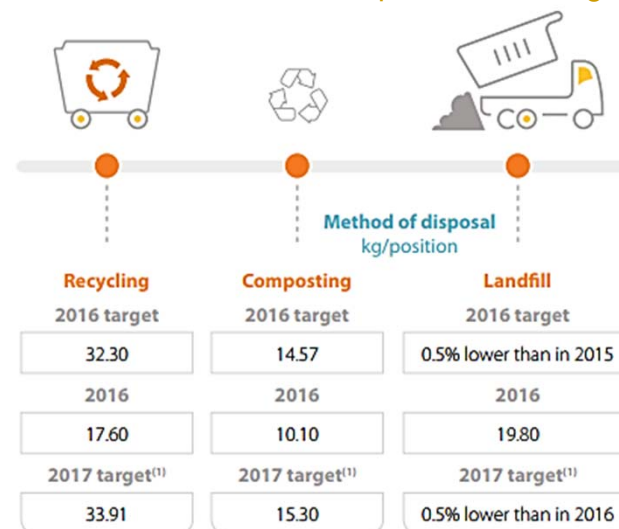 Method of disposal
kg/position
Recycling Composting Landfill
2016 target 2016 target 2016 target
32.30 14.57 0.5% lower than in 2015
2016 2016 2016
17.60 10.10 19.80
2017 target(1) 2017 target(1) 2017 target(1)
33.91 15.30 0.5% lower than in 2016